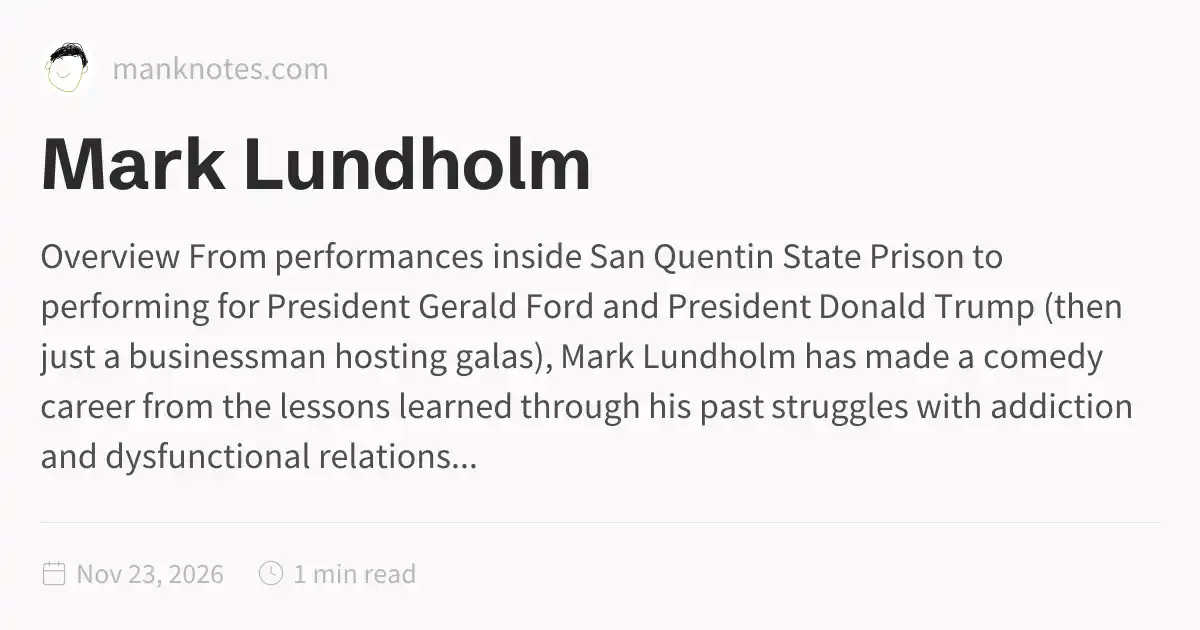 manknotes.com
Mark Lundholm
Overview From performances inside San Quentin State Prison to
performing for President Gerald Ford and President Donald Trump (then
just a businessman hosting galas), Mark Lundholm has made a comedy
career from the lessons learned through his past struggles with addiction
and dysfunctional relations...
Nov 23, 2026 1 min read